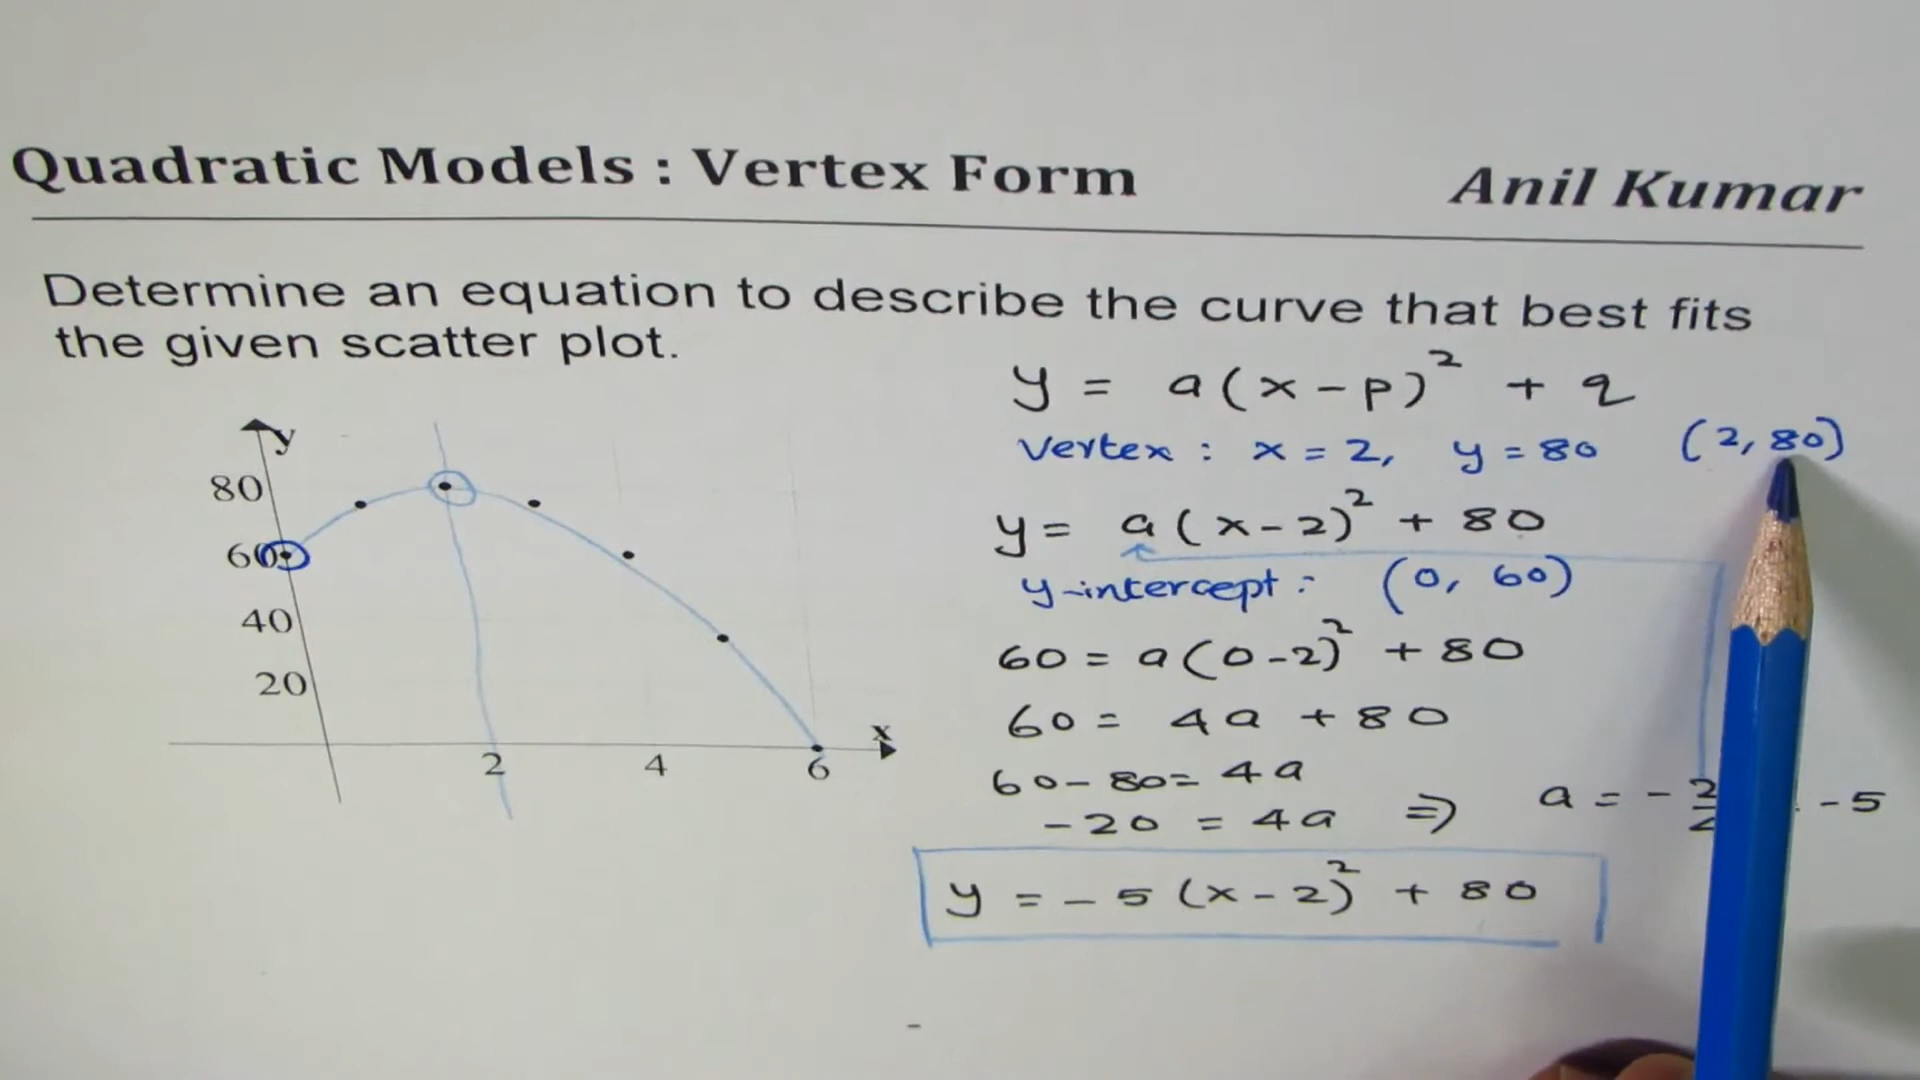 Quadratic Models : Vertex Form
Anil Kumar
Determine an equation to describe the curve that best fits
the given scatter plot.
y
80
60
40
20
2
4
6
x
y = a(x-p)² + q
Vertex : x = 2, y = 80 (2, 80)
y = a(x-2)² + 80
y-intercept : (0, 60)
60 = a(0-2)² + 80
60 = 4a + 80
60 - 80 = 4a
-20 = 4a ⇒ a = - -5
y = -5 (x-2)² + 80